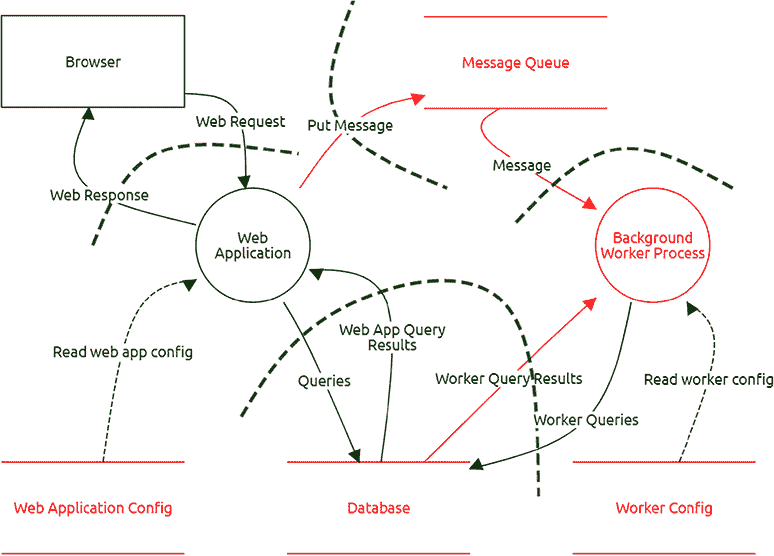 Browser
Message Queue
Web Request
Put Message
Message
Web Response
Web
Application
Background
Worker Process
Web App Query
Results
Read web app config
Queries
Worker Query Results
Read worker config
Worker Queries
Web Application Config
Database
Worker Config